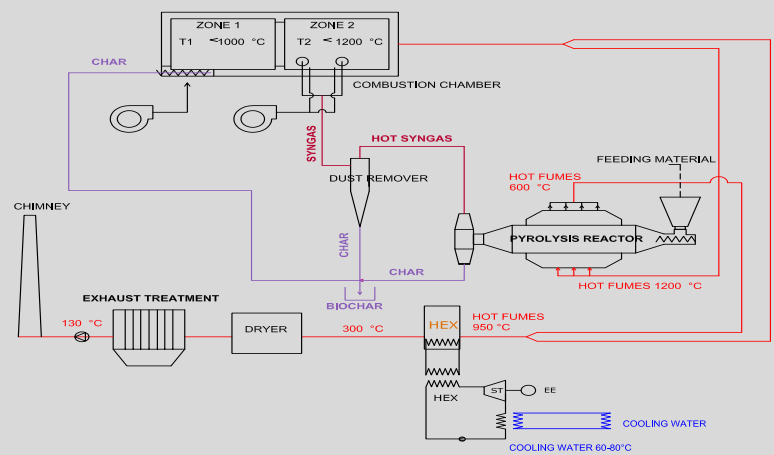 ZONE 1
ZONE 2
T1 <1000 °C
T2 <1200 °C
CHAR
COMBUSTION CHAMBER
SYNGAS
HOT SYNGAS
DUST REMOVER
HOT FUMES
600 °C
FEEDING MATERIAL
CHIMNEY
CHAR
PYROLYSIS REACTOR
CHAR
HOT FUMES 1200 °C
BIOCHAR
EXHAUST TREATMENT
130 °C
DRYER
300 °C
HEX
HOT FUMES
950 °C
HEX
ST
EE
COOLING WATER
COOLING WATER 60-80°C